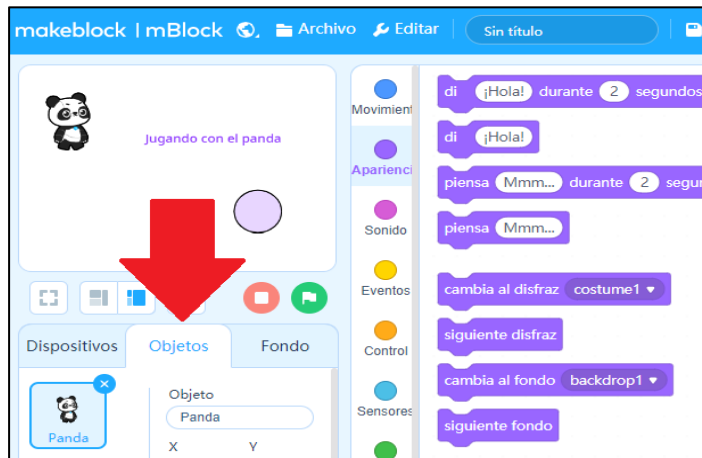 makeblock | mBlock Archivo Editar Sin título
Jugando con el panda
Dispositivos Objetos Fondo
Panda
Objeto
Panda
X Y
Movimient
Aparienci
Sonido
Eventos
Control
Sensores
di ¡Hola! durante 2 segundos
di ¡Hola!
piensa Mmm... durante 2 segun
piensa Mmm...
cambia al disfraz costume1
siguiente disfraz
cambia al fondo backdrop1
siguiente fondo